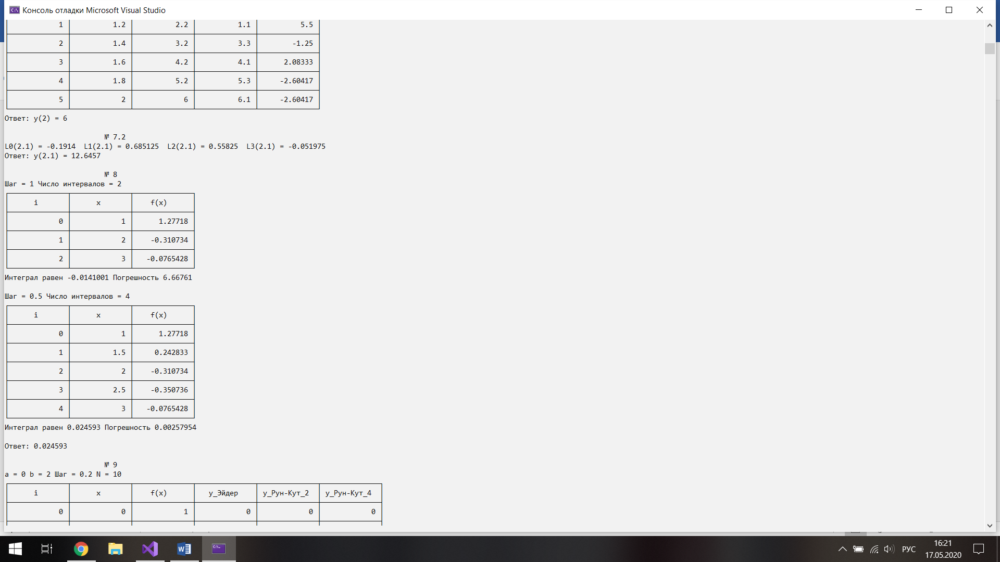 Консоль отладки Microsoft Visual Studio
1 1.2 2.2 1.1 5.5
2 1.4 3.2 3.3 -1.25
3 1.6 4.2 4.1 2.08333
4 1.8 5.2 5.3 -2.60417
5 2 6 6.1 -2.60417
Ответ: y(2) = 6
№ 7.2
L0(2.1) = -0.1914 L1(2.1) = 0.685125 L2(2.1) = 0.55825 L3(2.1) = -0.051975
Ответ: y(2.1) = 12.6457
№ 8
Шаг = 1 Число интервалов = 2
i x f(x)
0 1 1.27718
1 2 -0.310734
2 3 -0.0765428
Интеграл равен -0.0141001 Погрешность 6.66761
Шаг = 0.5 Число интервалов = 4
i x f(x)
0 1 1.27718
1 1.5 0.242833
2 2 -0.310734
3 2.5 -0.350736
4 3 -0.0765428
Интеграл равен 0.024593 Погрешность 0.00257954
Ответ: 0.024593
№ 9
a = 0 b = 2 Шаг = 0.2 N = 10
i x f(x) y_Эйдер y_Рун-Кут_2 y_Рун-Кут_4
0 0 1 0 0 0
РУС
16:21
17.05.2020